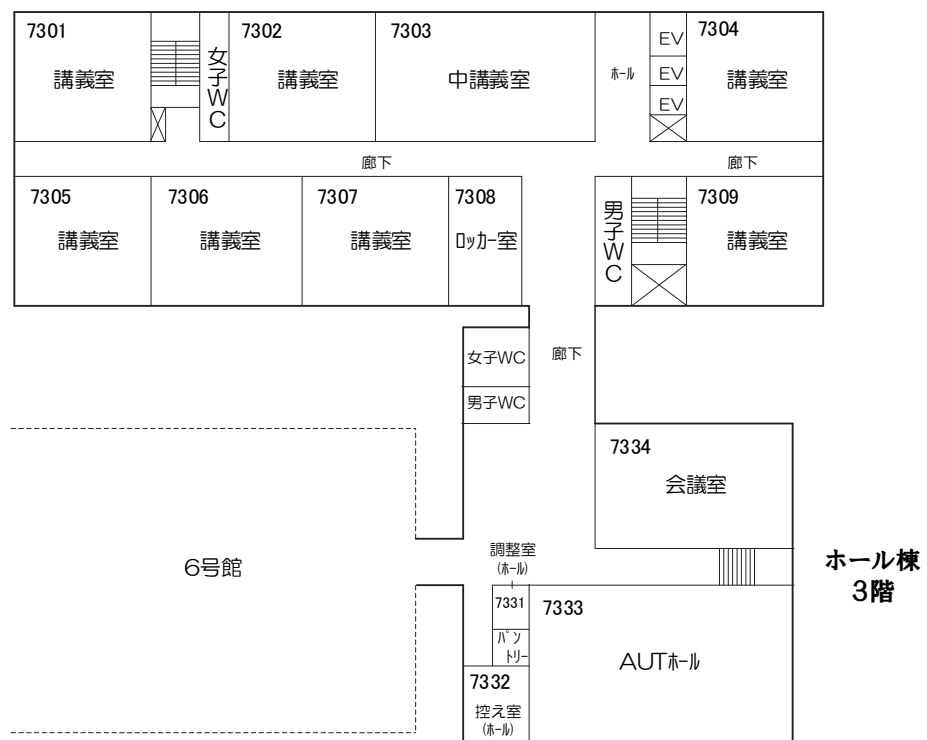 7301
講義室
女子WC
7302
講義室
7303
中講義室
ﾎｰﾙ
EV
EV
EV
7304
講義室
廊下
廊下
7305
講義室
7306
講義室
7307
講義室
7308
ﾛｯｶｰ室
男子WC
7309
講義室
女子WC
廊下
男子WC
7334
会議室
6号館
調整室
(ﾎｰﾙ)
7331
ﾊﾟﾝ
ﾄﾘｰ
7333
AUTﾎｰﾙ
7332
控え室
(ﾎｰﾙ)
ホール棟
3階